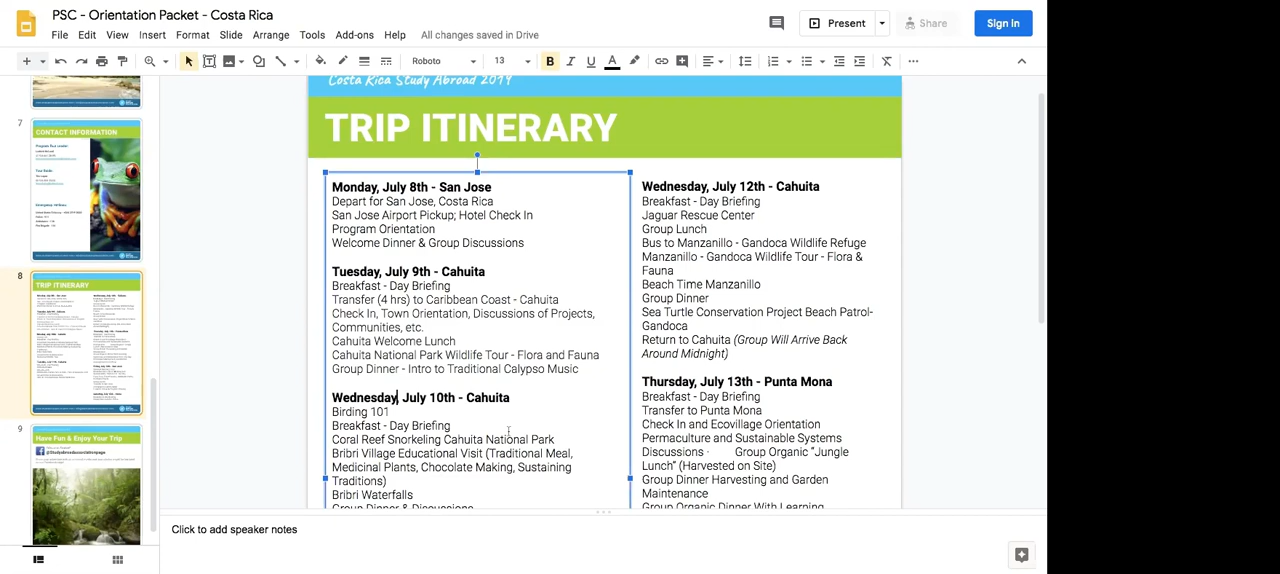 PSC - Orientation Packet - Costa Rica
File Edit View Insert Format Slide Arrange Tools Add-ons Help All changes saved in Drive
Present
Share
Sign in
Roboto
13
B I U A
7
CONTACT INFORMATION
8
TRIP ITINERARY
9
Have Fun & Enjoy Your Trip
Costa Rica Study Abroad 2019
TRIP ITINERARY
Monday, July 8th - San Jose
Depart for San Jose, Costa Rica
San Jose Airport Pickup; Hotel Check In
Program Orientation
Welcome Dinner & Group Discussions
Tuesday, July 9th - Cahuita
Breakfast - Day Briefing
Transfer (4 hrs) to Caribbean Coast - Cahuita
Check In, Town Orientation, Discussions of Projects,
Communities, etc.
Cahuita Welcome Lunch
Cahuita National Park Wildlife Tour - Flora and Fauna
Group Dinner - Intro to Traditional Calypso Music
Wednesday, July 10th - Cahuita
Birding 101
Breakfast - Day Briefing
Coral Reef Snorkeling Cahuita National Park
Bribri Village Educational Visit (Traditional Meal,
Medicinal Plants, Chocolate Making, Sustaining
Traditions)
Bribri Waterfalls
Group Dinner & Discussions
Wednesday, July 12th - Cahuita
Breakfast - Day Briefing
Jaguar Rescue Center
Group Lunch
Bus to Manzanillo - Gandoca Wildlife Refuge
Manzanillo - Gandoca Wildlife Tour - Flora &
Fauna
Beach Time Manzanillo
Group Dinner
Sea Turtle Conservation Project Beach Patrol-
Gandoca
Return to Cahuita (Group Will Arrive Back
Around Midnight)
Thursday, July 13th - Punta Mona
Breakfast - Day Briefing
Transfer to Punta Mona
Check In and Ecovillage Orientation
Permaculture and Sustainable Systems
Discussions · Group Organic “Jungle
Lunch” (Harvested on Site)
Group Dinner Harvesting and Garden
Maintenance
Group Organic Dinner With Learning
Click to add speaker notes